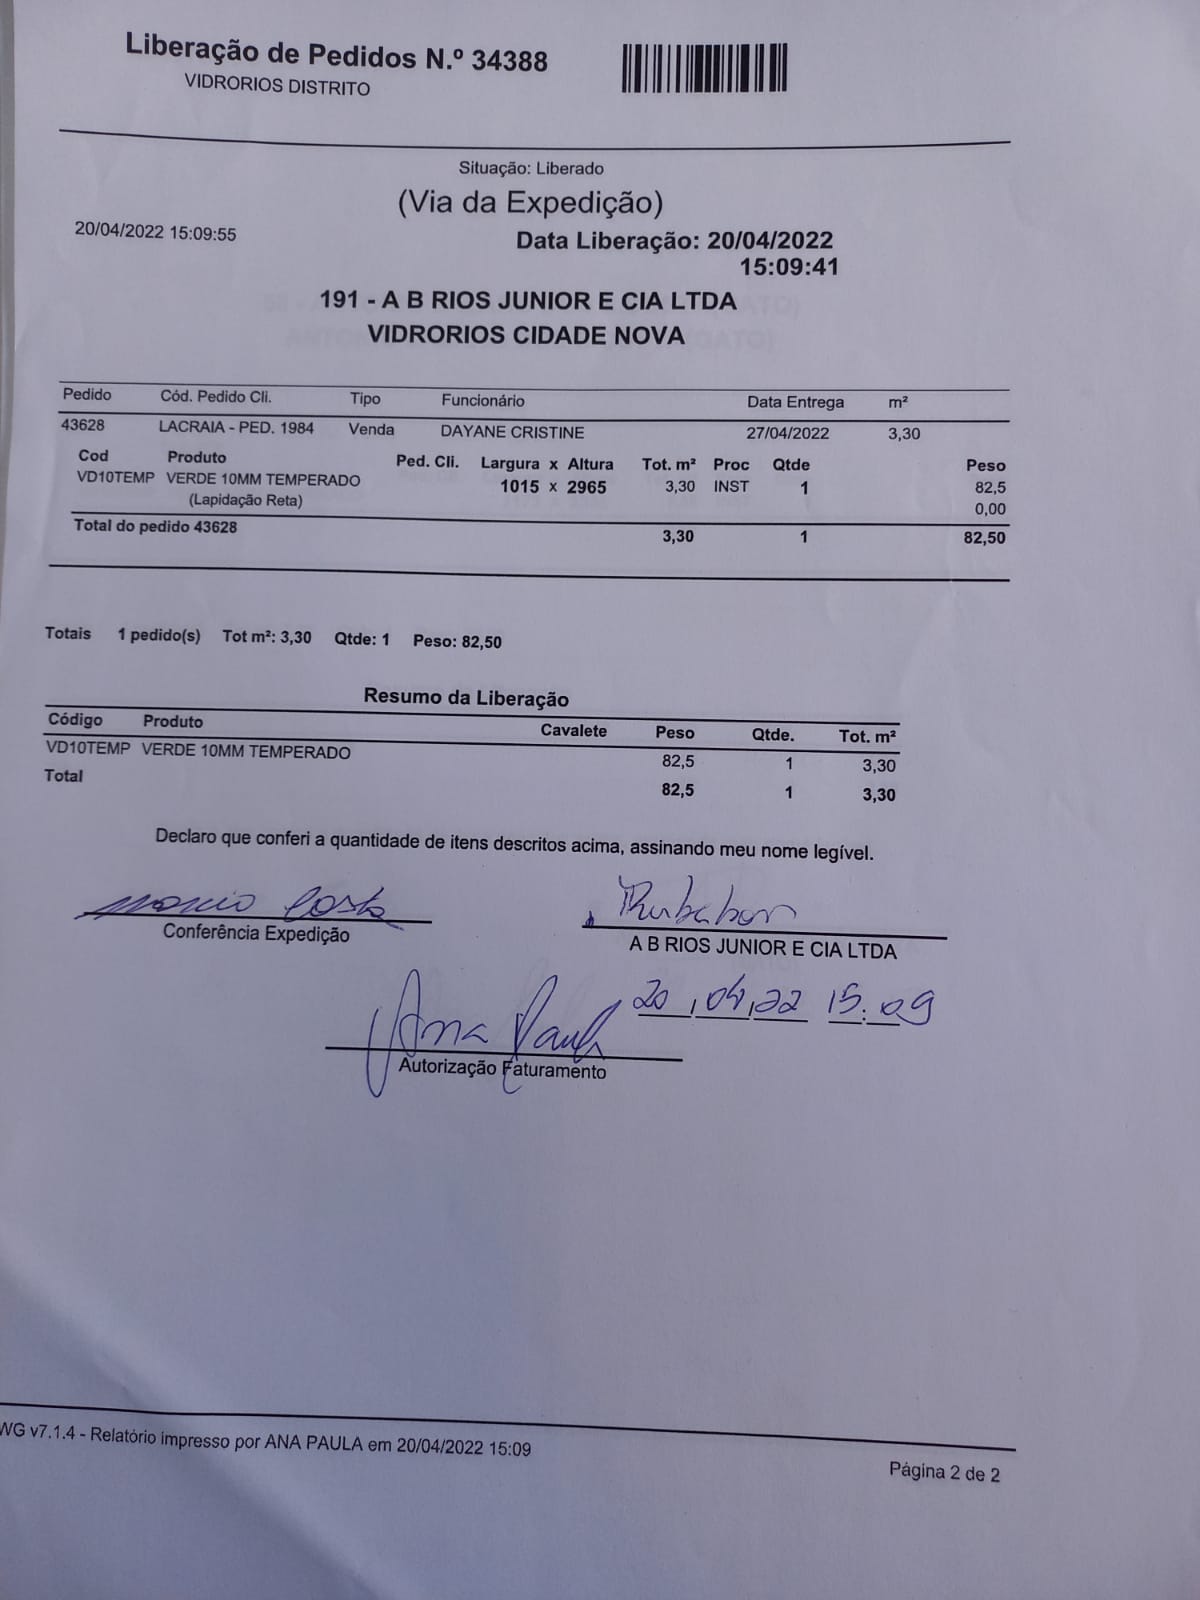 Liberação de Pedidos N.º 34388
VIDRORIOS DISTRITO
Situação: Liberado
(Via da Expedição)
20/04/2022 15:09:55
Data Liberação: 20/04/2022
15:09:41
191 - A B RIOS JUNIOR E CIA LTDA
VIDRORIOS CIDADE NOVA
Pedido Cód. Pedido Cli. Tipo Funcionário Data Entrega m²
43628 LACRAIA - PED. 1984 Venda DAYANE CRISTINE 27/04/2022 3,30
Cod Produto Ped. Cli. Largura x Altura Tot. m² Proc Qtde Peso
VD10TEMP VERDE 10MM TEMPERADO 1015 x 2965 3,30 INST 1 82,5
(Lapidação Reta) 0,00
Total do pedido 43628 3,30 1 82,50
Totais 1 pedido(s) Tot m²: 3,30 Qtde: 1 Peso: 82,50
Resumo da Liberação
Código Produto Cavalete Peso Qtde. Tot. m²
VD10TEMP VERDE 10MM TEMPERADO 82,5 1 3,30
Total 82,5 1 3,30
Declaro que conferi a quantidade de itens descritos acima, assinando meu nome legível.
Costa
Conferência Expedição
A B RIOS JUNIOR E CIA LTDA
20,04,22 15:09
Ana Paula
Autorização Faturamento
WG v7.1.4 - Relatório impresso por ANA PAULA em 20/04/2022 15:09
Página 2 de 2